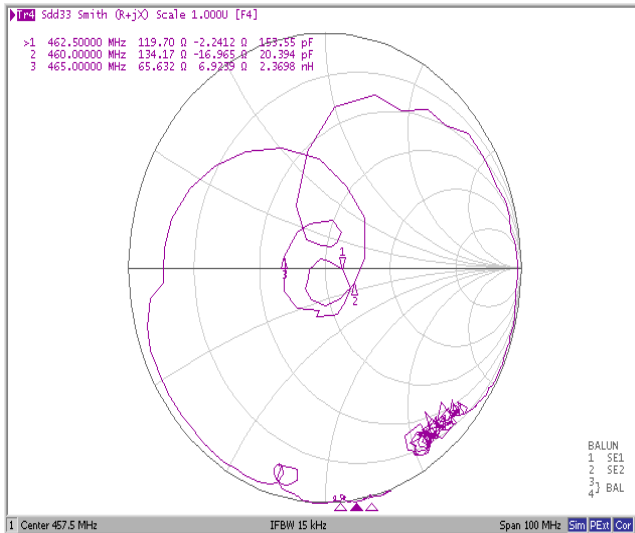 Tr4 Sdd33 Smith (R+jX) Scale 1.000U [F4]
>1 462.50000 MHz 119.70 Ω -2.2412 Ω 153.55 pF
2 460.00000 MHz 134.17 Ω -16.965 Ω 20.394 pF
3 465.00000 MHz 65.632 Ω 6.9239 Ω 2.3698 nH
1
3
2
BALUN
1 SE1
2 SE2
3
4} BAL
1 Center 457.5 MHz IFBW 15 kHz Span 100 MHz Sim PExt Cor